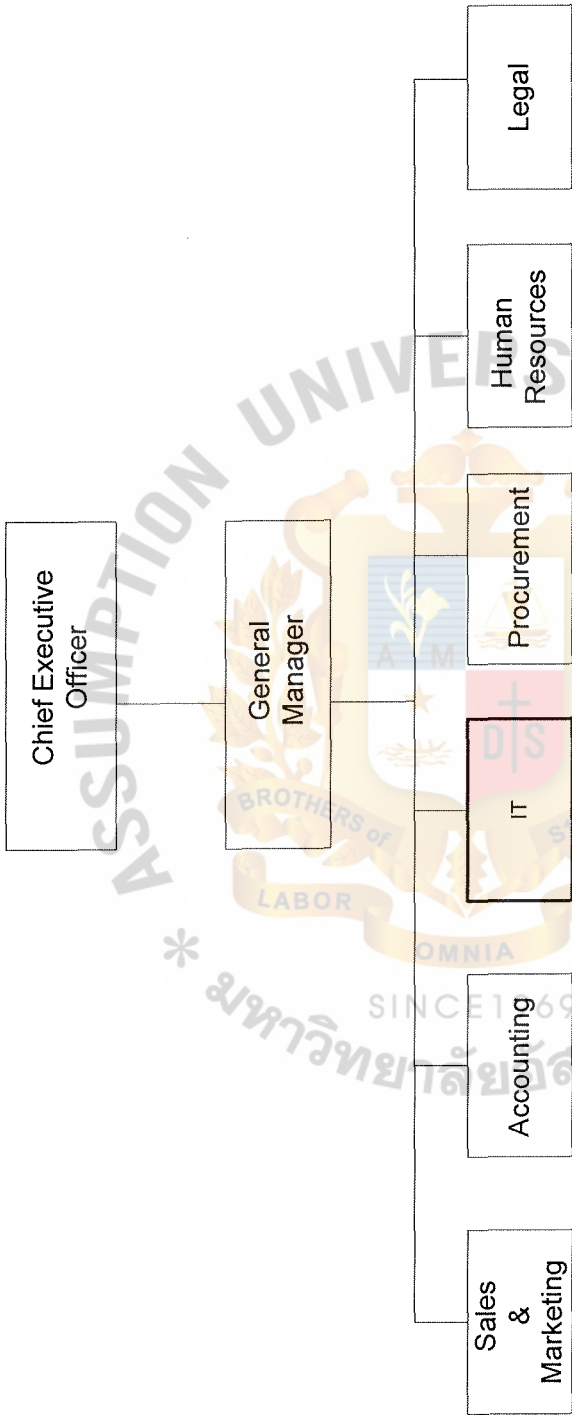 Chief Executive
Officer
General
Manager
Sales
&
Marketing
Accounting
IT
Procurement
Human
Resources
Legal
ASSUMPTION UNIVERS
A M
D S
BROTHERS of
LABOR
OMNIA
SINCE1969
*